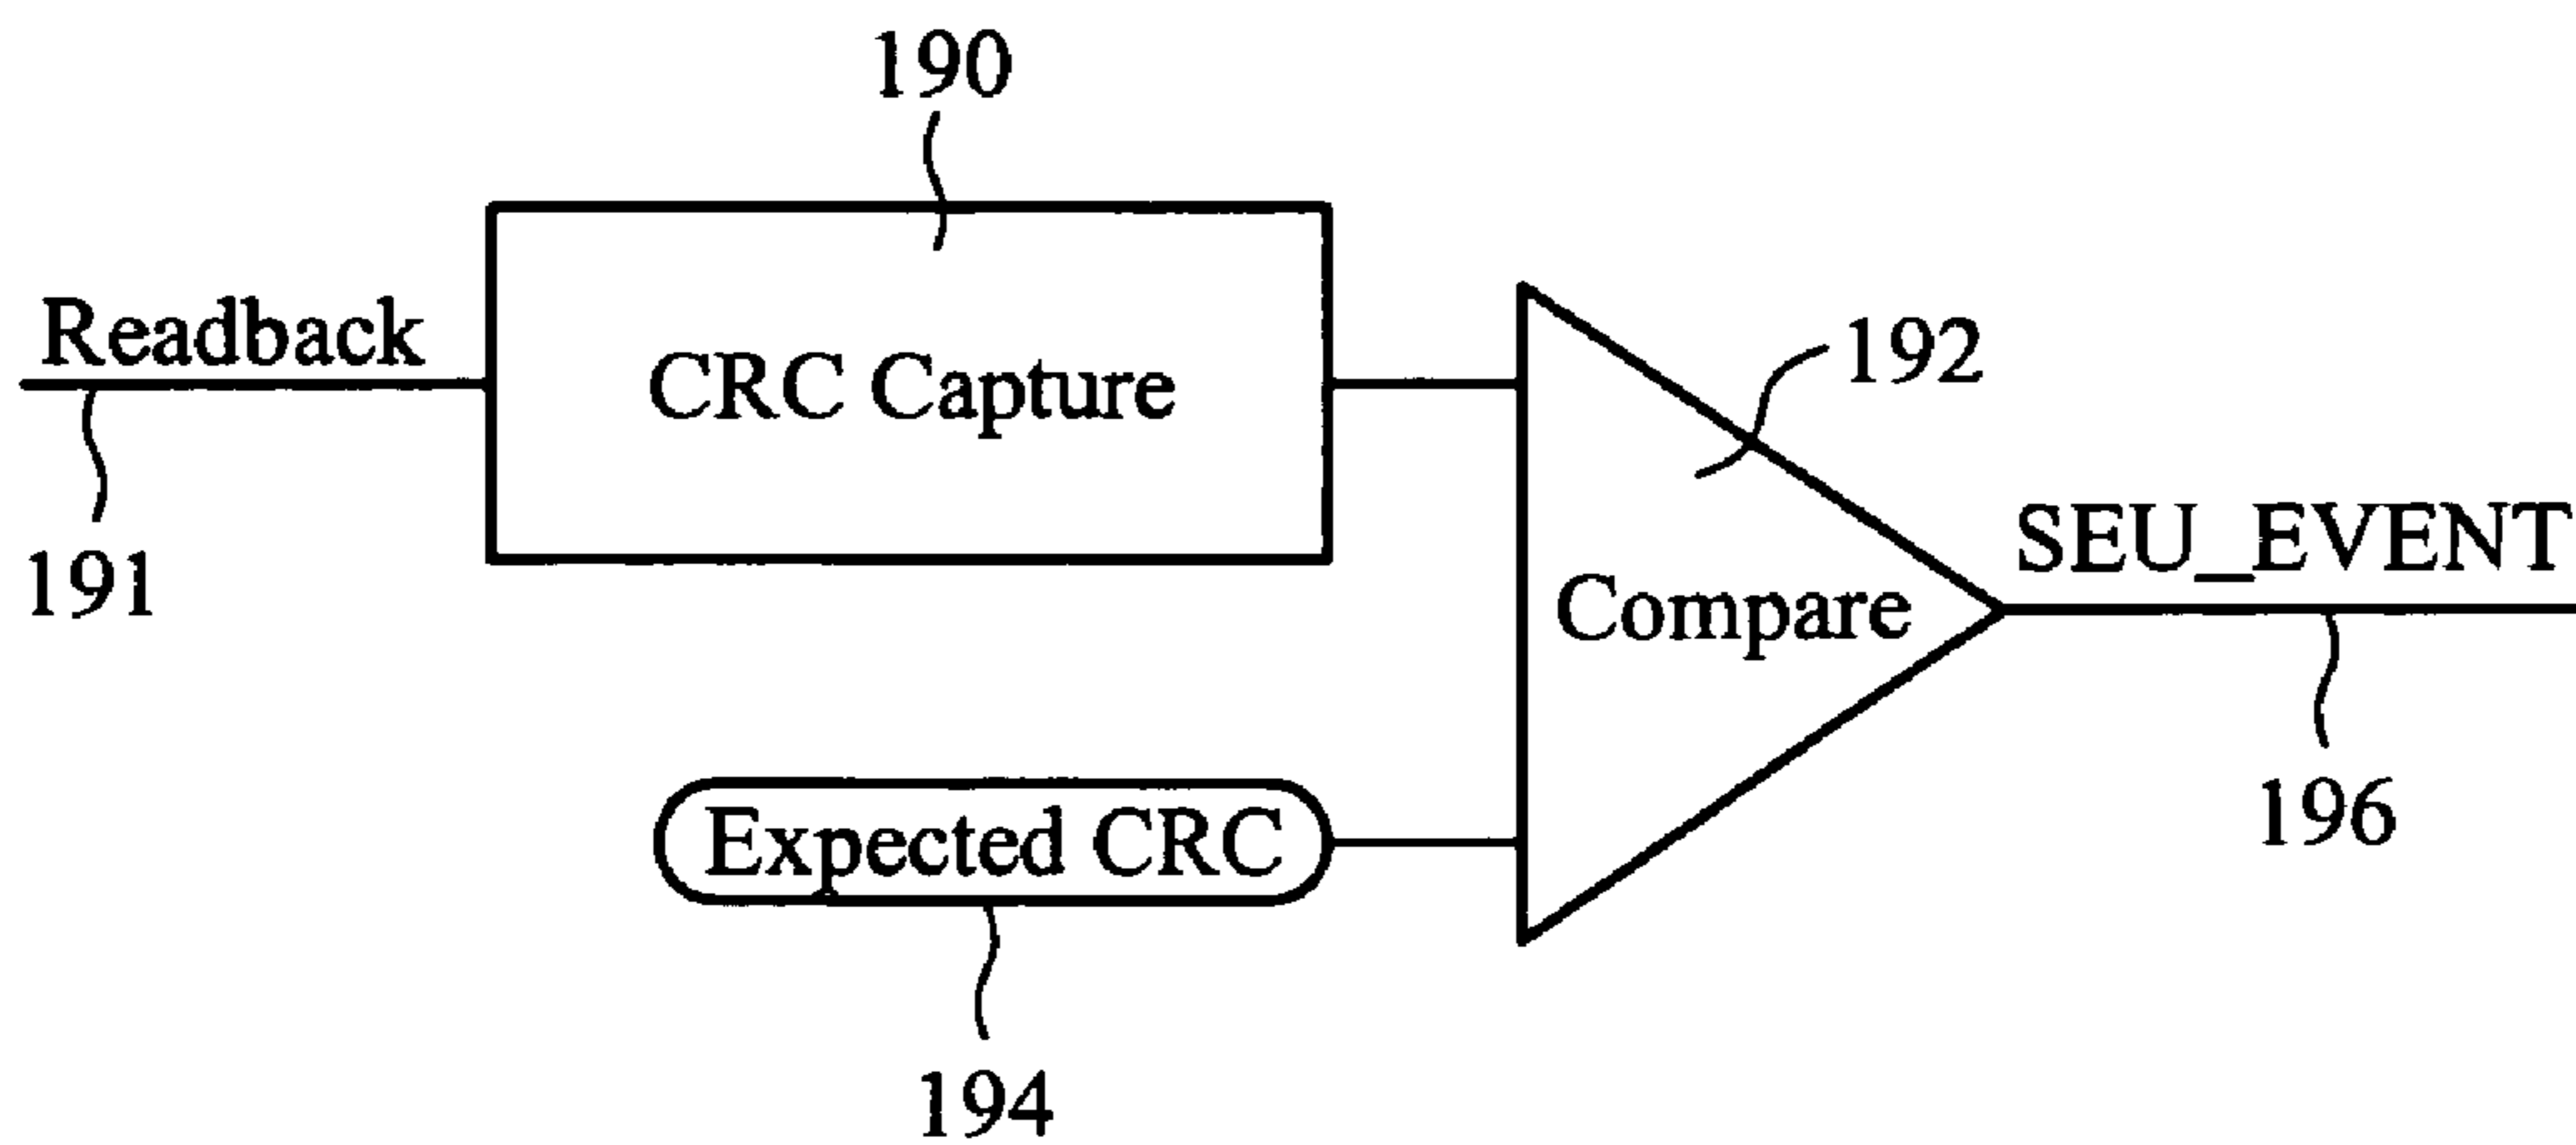 190
Readback
CRC Capture
192
191
SEU_EVENT
Compare
196
Expected CRC
194